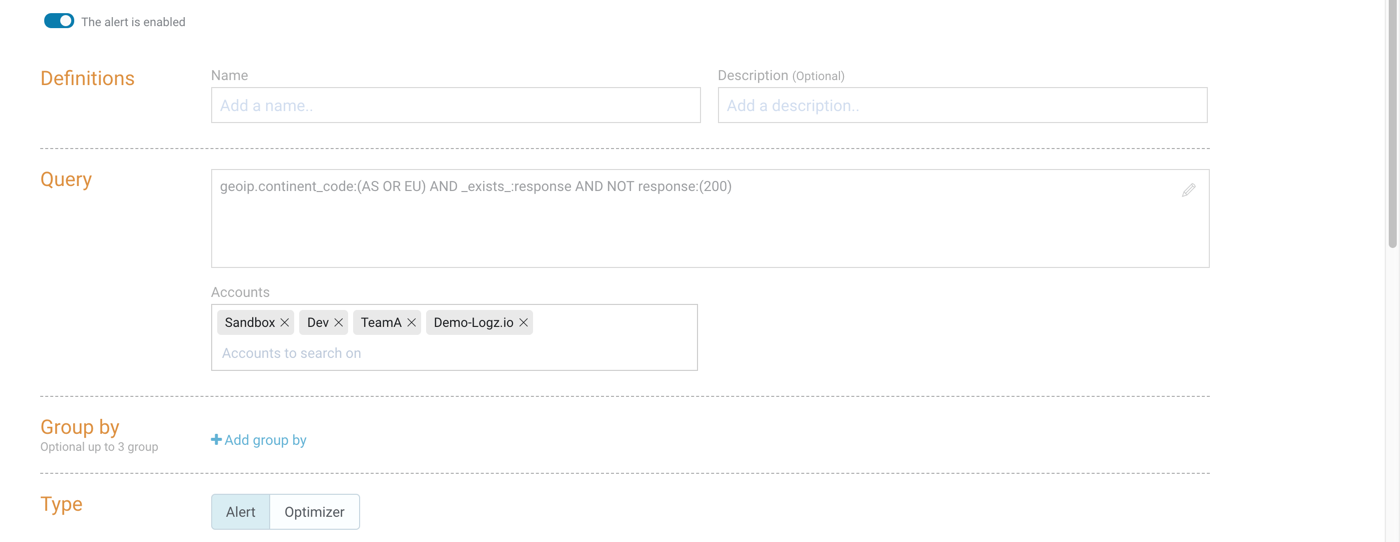 The alert is enabled
Definitions
Name
Description (Optional)
Add a name..
Add a description..
Query
geoip.continent_code:(AS OR EU) AND _exists_:response AND NOT response:(200)
Accounts
Sandbox Dev TeamA Demo-Logz.io
Accounts to search on
Group by
Optional up to 3 group
Add group by
Type
Alert Optimizer